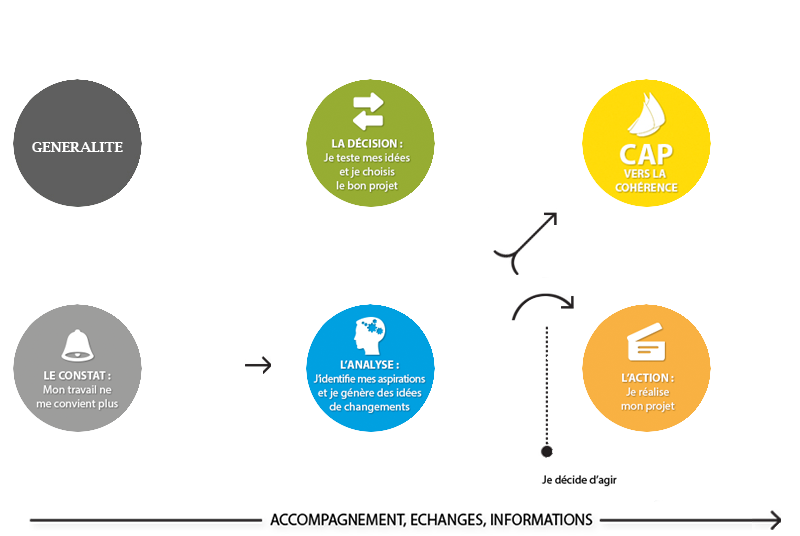 GENERALITE
LA DÉCISION :
Je teste mes idées
et je choisis
le bon projet
CAP
VERS LA
COHÉRENCE
LE CONSTAT :
Mon travail ne
me convient plus
L'ANALYSE :
J'identifie mes aspirations
et je génère des idées
de changements
L'ACTION :
Je réalise
mon projet
Je décide d'agir
ACCOMPAGNEMENT, ECHANGES, INFORMATIONS